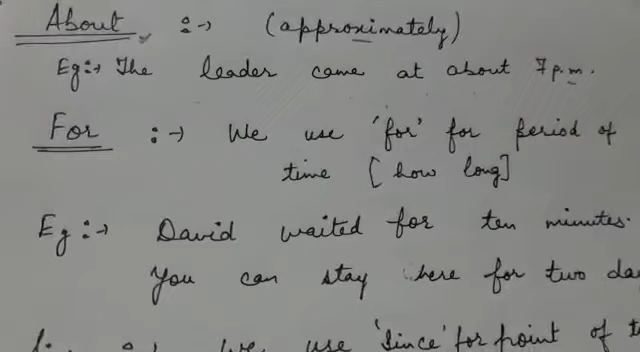 About :→ (approximately)
Eg:→ The leader came at about 7 p.m.
For :→ We use 'for' for period of
time [how long]
Eg:→ David waited for ten minutes.
You can stay here for two da
We use 'since' for point of t